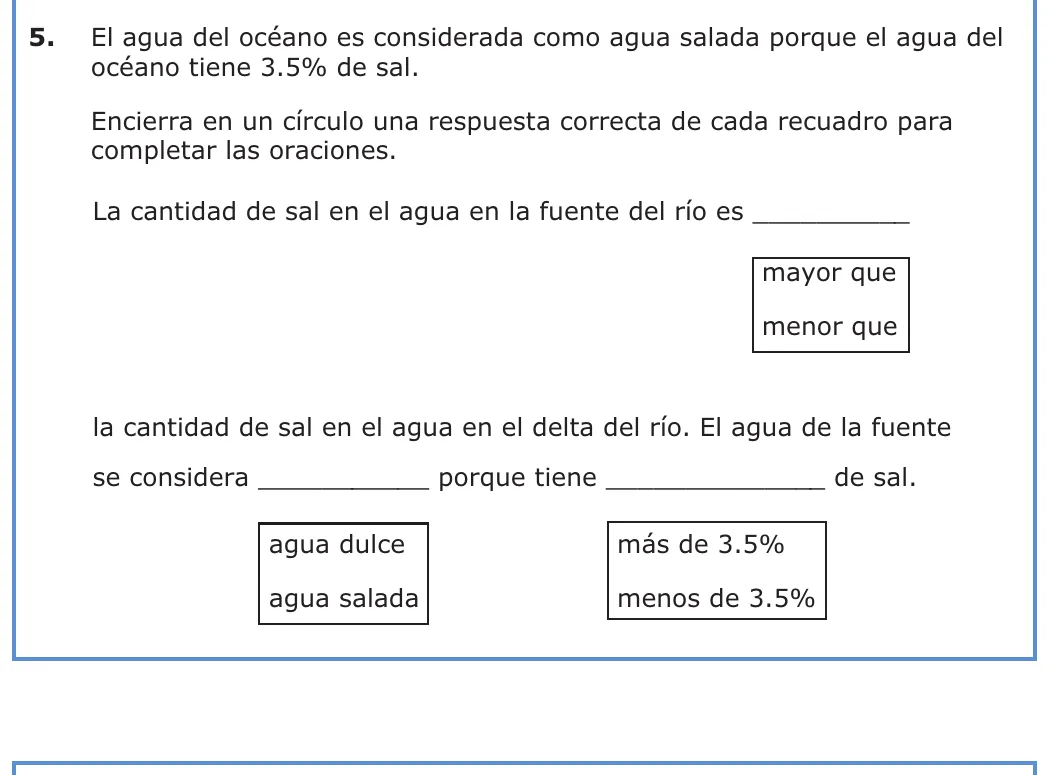 5. El agua del océano es considerada como agua salada porque el agua del
océano tiene 3.5% de sal.
Encierra en un círculo una respuesta correcta de cada recuadro para
completar las oraciones.
La cantidad de sal en el agua en la fuente del río es __________
mayor que
menor que
la cantidad de sal en el agua en el delta del río. El agua de la fuente
se considera ___________ porque tiene ______________ de sal.
agua dulce
agua salada
más de 3.5%
menos de 3.5%